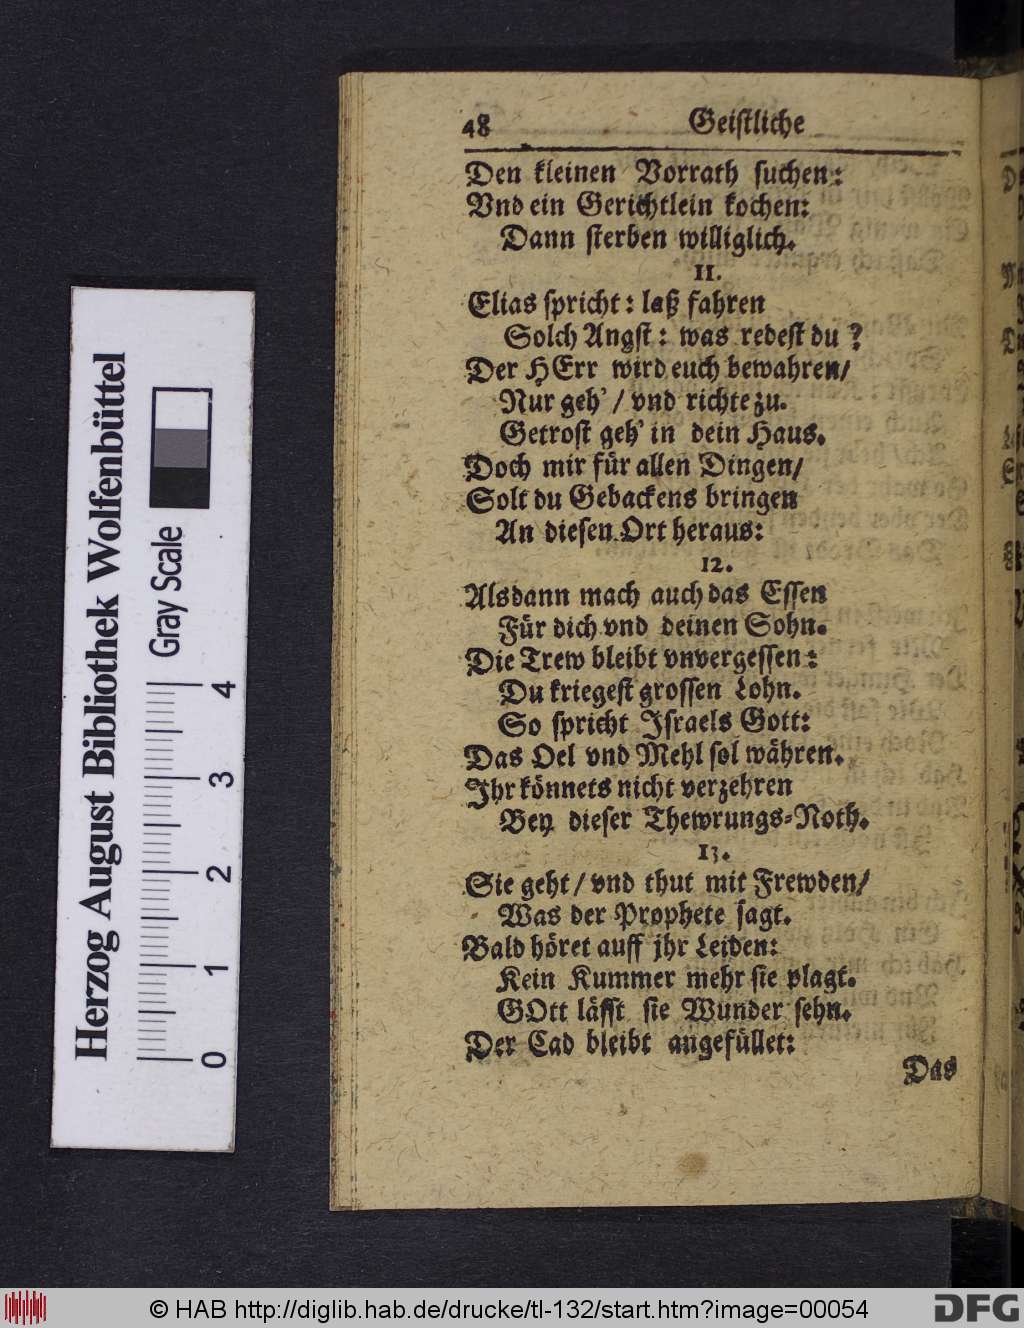 48 Geistliche
Den kleinen Vorrath suchen:
Vnd ein Gerichtlein kochen:
Dann sterben williglich.
11.
Elias spricht: laß fahren
Solch Angst: was redest du?
Der HErr wird euch bewahren/
Nur geh'/ vnd richte zu.
Getrost geh' in dein Haus.
Doch mir für allen Dingen/
Solt du Gebackens bringen
An diesen Ort heraus:
12.
Alsdann mach auch das Essen
Für dich vnd deinen Sohn.
Die Trew bleibt vnvergessen:
Du kriegest grossen Lohn.
So spricht Israels Gott:
Das Oel vnd Mehl sol währen.
Ihr könnets nicht verzehren
Bey dieser Thewrungs-Noth.
13.
Sie geht/ vnd thut mit Frewden/
Was der Prophete sagt.
Bald höret auff jhr Leiden:
Kein Kummer mehr sie plagt.
GOtt läfft sie Wunder sehn.
Der Cad bleibt angefüllet:
Das
Herzog August Bibliothek Wolfenbüttel
Gray Scale
0 1 2 3 4
© HAB http://diglib.hab.de/drucke/tl-132/start.htm?image=00054
DFG